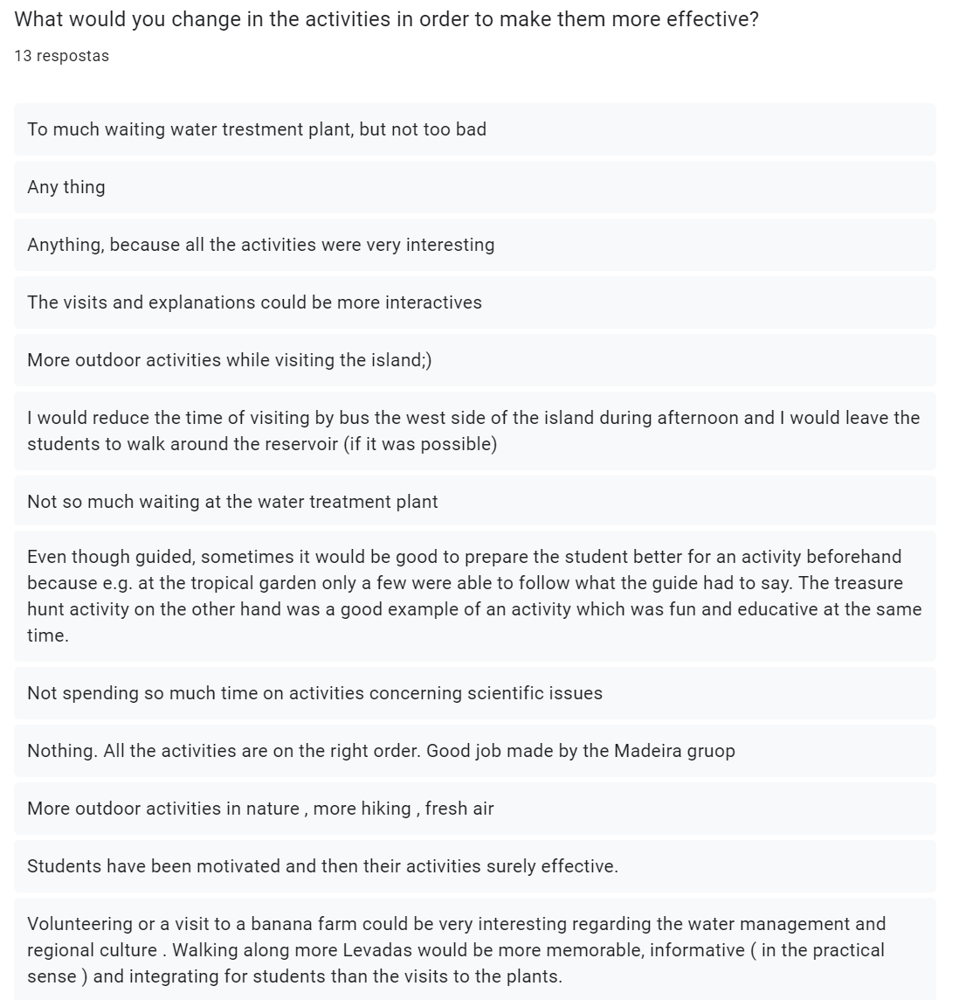 What would you change in the activities in order to make them more effective?
13 respostas
To much waiting water trestment plant, but not too bad
Any thing
Anything, because all the activities were very interesting
The visits and explanations could be more interactives
More outdoor activities while visiting the island;)
I would reduce the time of visiting by bus the west side of the island during afternoon and I would leave the
students to walk around the reservoir (if it was possible)
Not so much waiting at the water treatment plant
Even though guided, sometimes it would be good to prepare the student better for an activity beforehand
because e.g. at the tropical garden only a few were able to follow what the guide had to say. The treasure
hunt activity on the other hand was a good example of an activity which was fun and educative at the same
time.
Not spending so much time on activities concerning scientific issues
Nothing. All the activities are on the right order. Good job made by the Madeira gruop
More outdoor activities in nature , more hiking , fresh air
Students have been motivated and then their activities surely effective.
Volunteering or a visit to a banana farm could be very interesting regarding the water management and
regional culture . Walking along more Levadas would be more memorable, informative ( in the practical
sense ) and integrating for students than the visits to the plants.